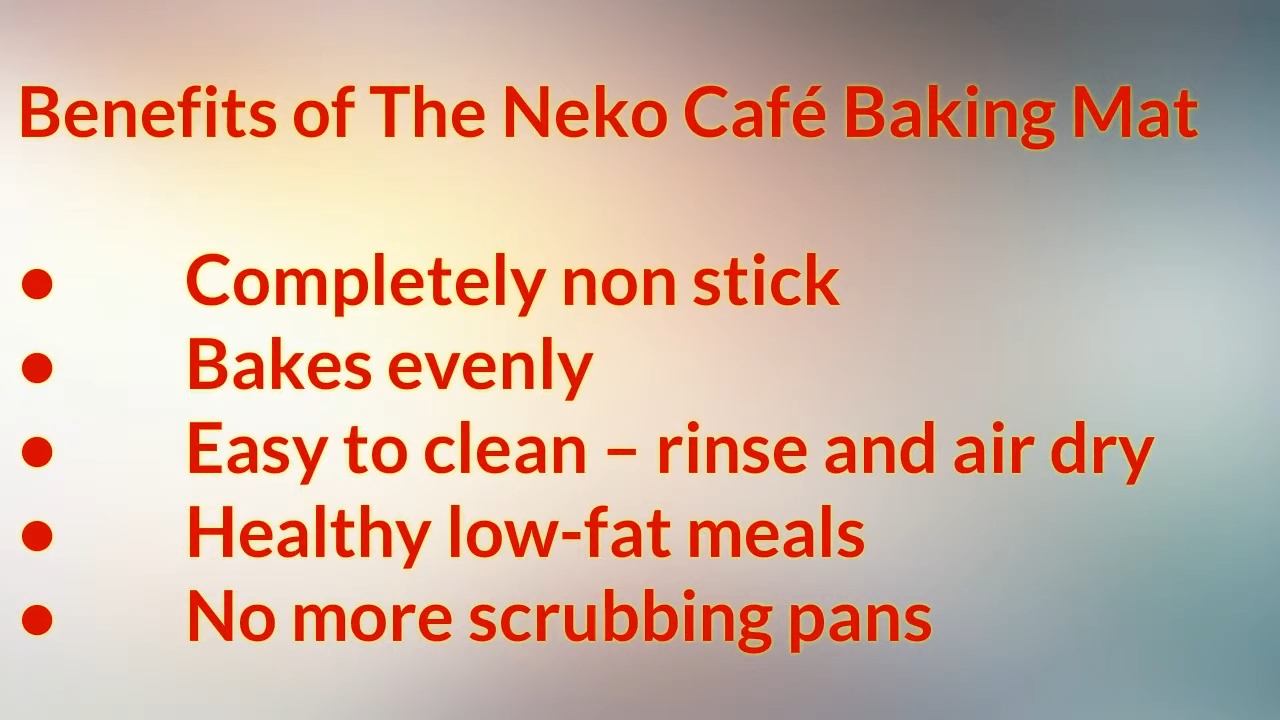 Benefits of The Neko Café Baking Mat
● Completely non stick
● Bakes evenly
● Easy to clean – rinse and air dry
● Healthy low-fat meals
● No more scrubbing pans